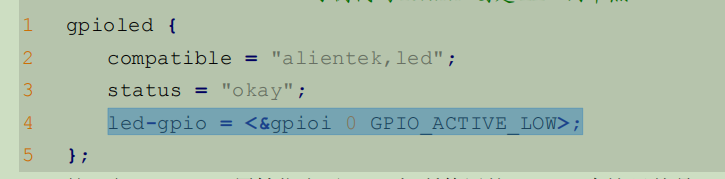 1 gpioled {
2 compatible = "alientek,led";
3 status = "okay";
4 led-gpio = <&gpioi 0 GPIO_ACTIVE_LOW>;
5 };